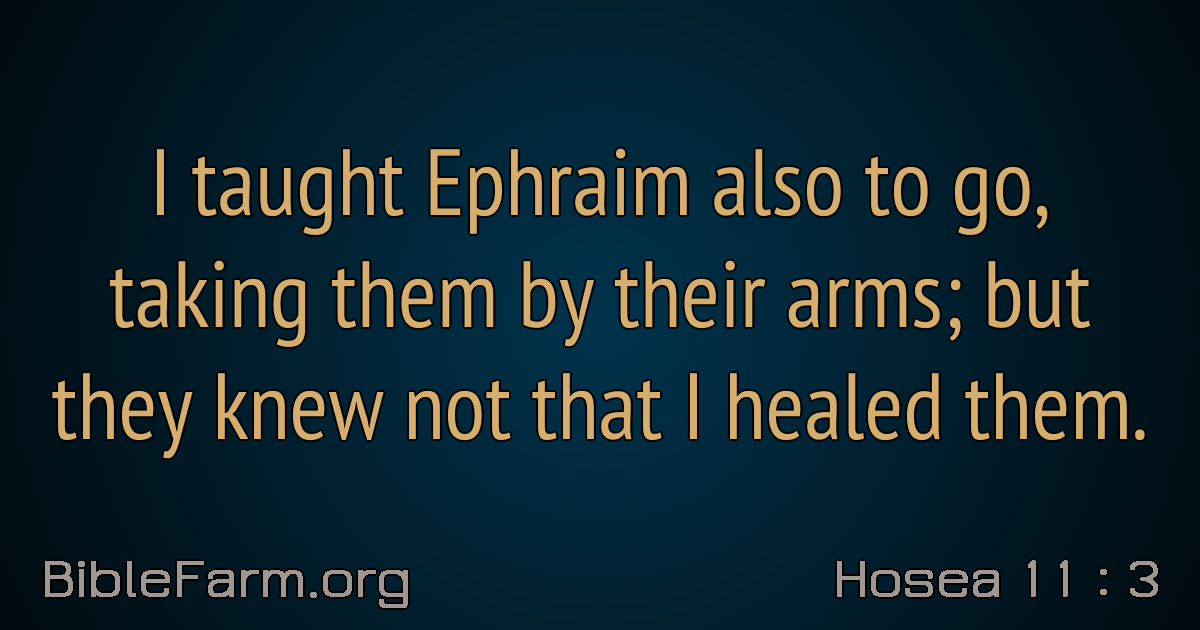 I taught Ephraim also to go,
taking them by their arms; but
they knew not that I healed them.
BibleFarm.org
Hosea 11 : 3